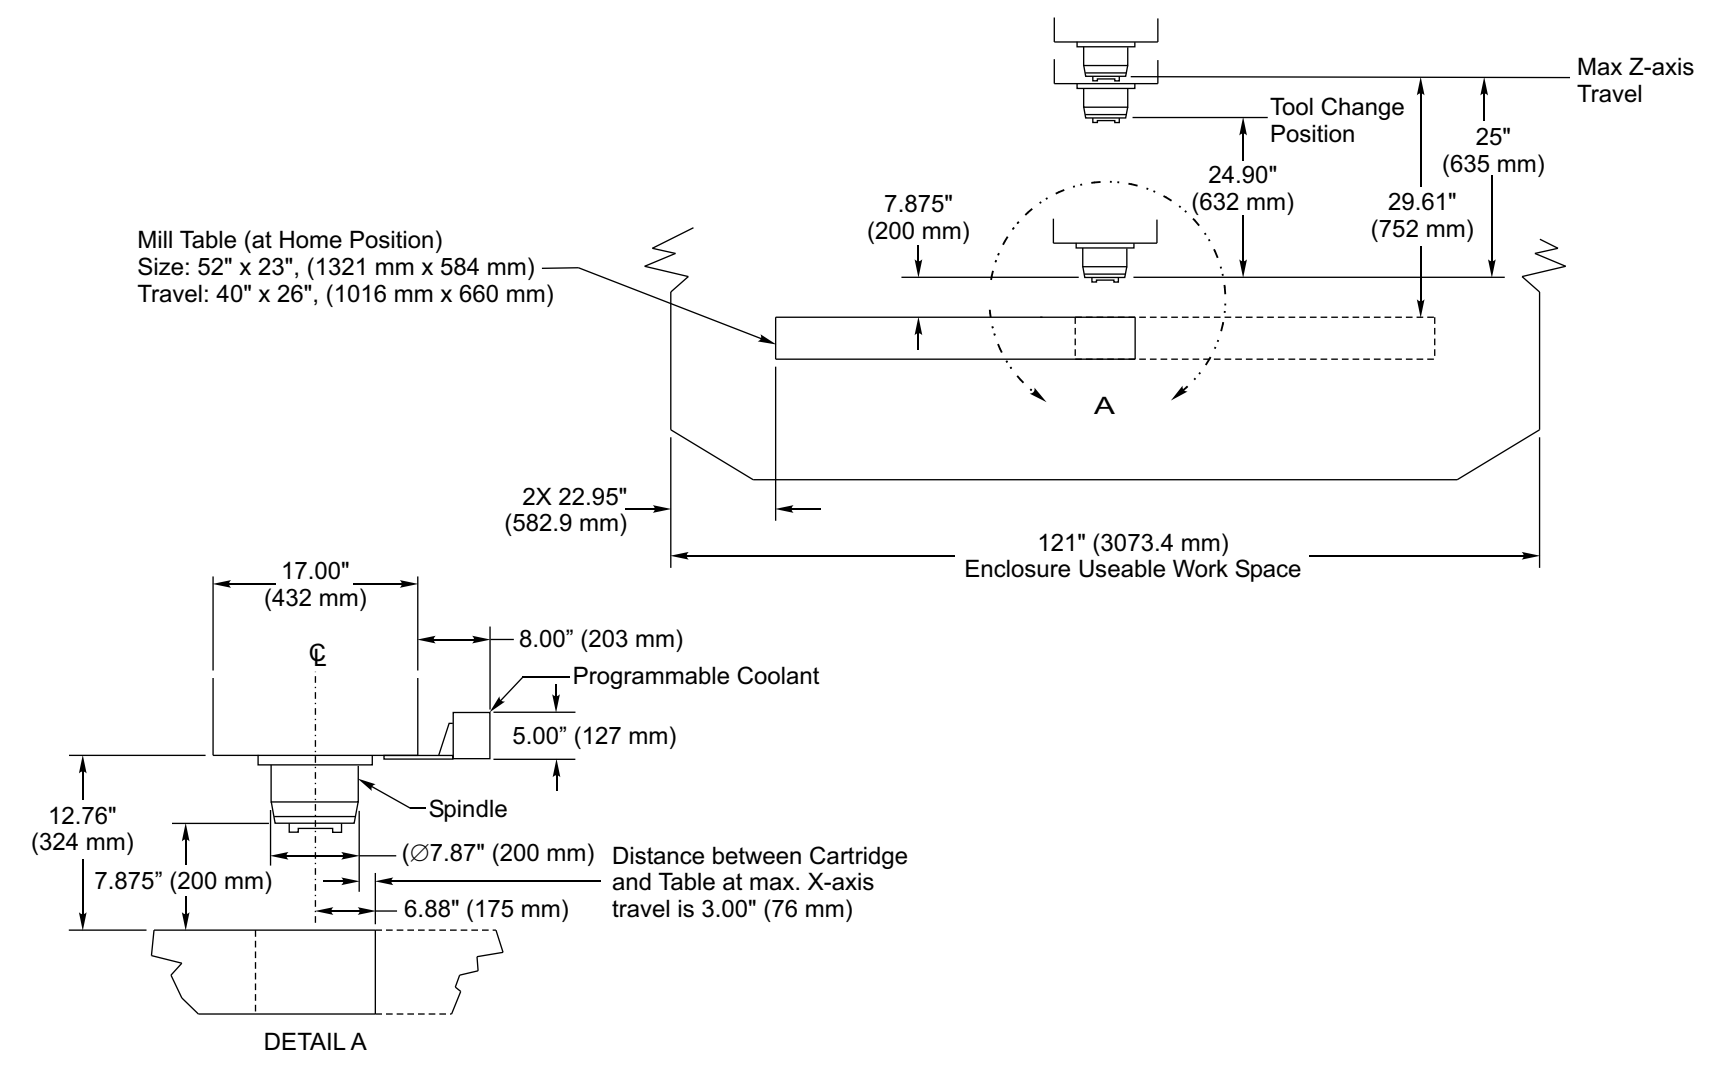 Max Z-axis
Travel
Tool Change
Position
25"
(635 mm)
24.90"
(632 mm)
29.61"
(752 mm)
7.875"
(200 mm)
Mill Table (at Home Position)
Size: 52" x 23", (1321 mm x 584 mm)
Travel: 40" x 26", (1016 mm x 660 mm)
A
2X 22.95"
(582.9 mm)
121" (3073.4 mm)
Enclosure Useable Work Space
17.00"
(432 mm)
℄
8.00” (203 mm)
Programmable Coolant
5.00” (127 mm)
Spindle
12.76"
(324 mm)
(∅7.87" (200 mm)
7.875” (200 mm)
Distance between Cartridge
and Table at max. X-axis
travel is 3.00" (76 mm)
6.88" (175 mm)
DETAIL A